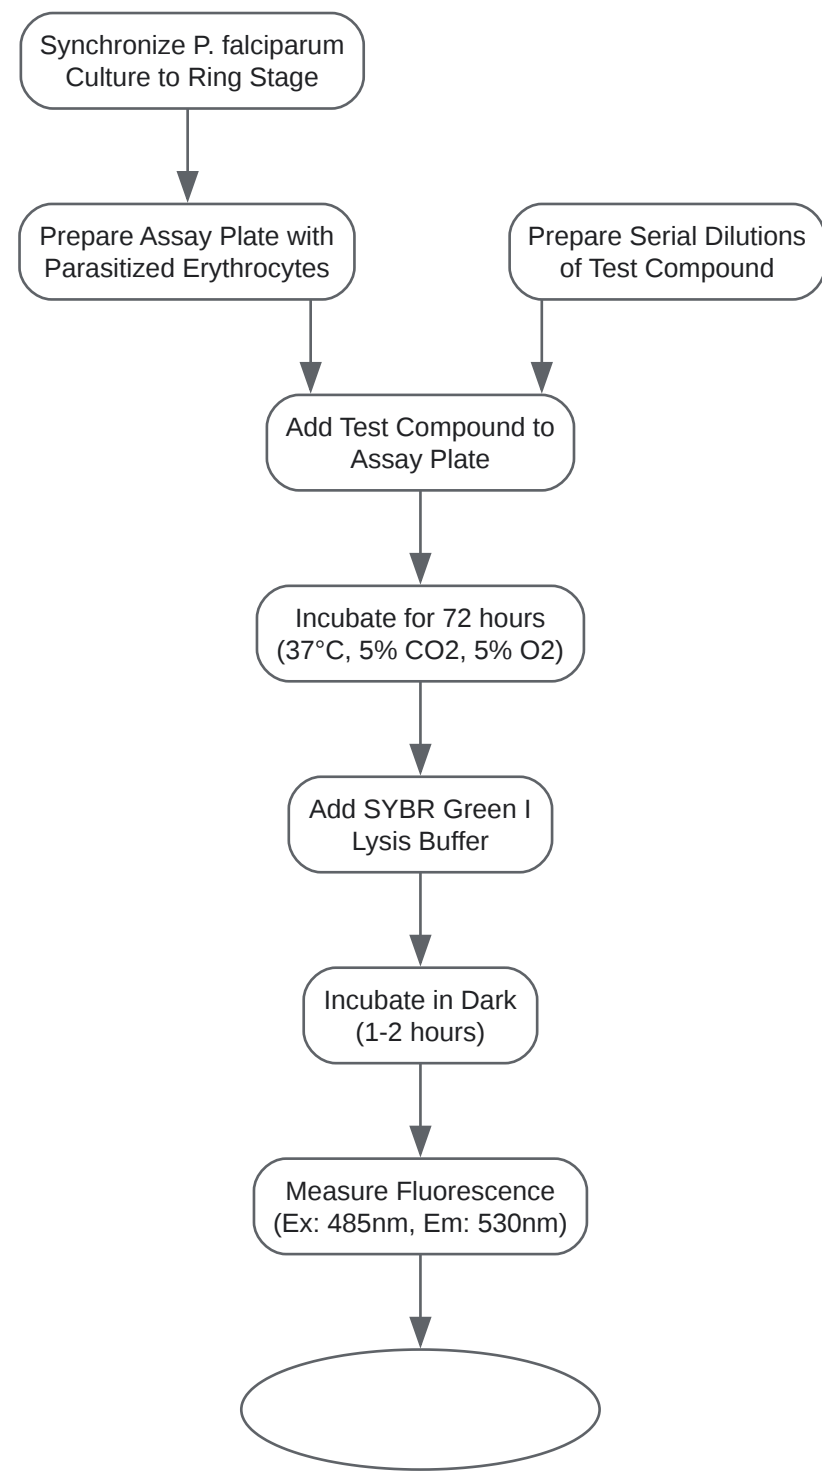 Synchronize P. falciparum
Culture to Ring Stage
Prepare Assay Plate with
Parasitized Erythrocytes
Prepare Serial Dilutions
of Test Compound
Add Test Compound to
Assay Plate
Incubate for 72 hours
(37°C, 5% CO2, 5% O2)
Add SYBR Green I
Lysis Buffer
Incubate in Dark
(1-2 hours)
Measure Fluorescence
(Ex: 485nm, Em: 530nm)